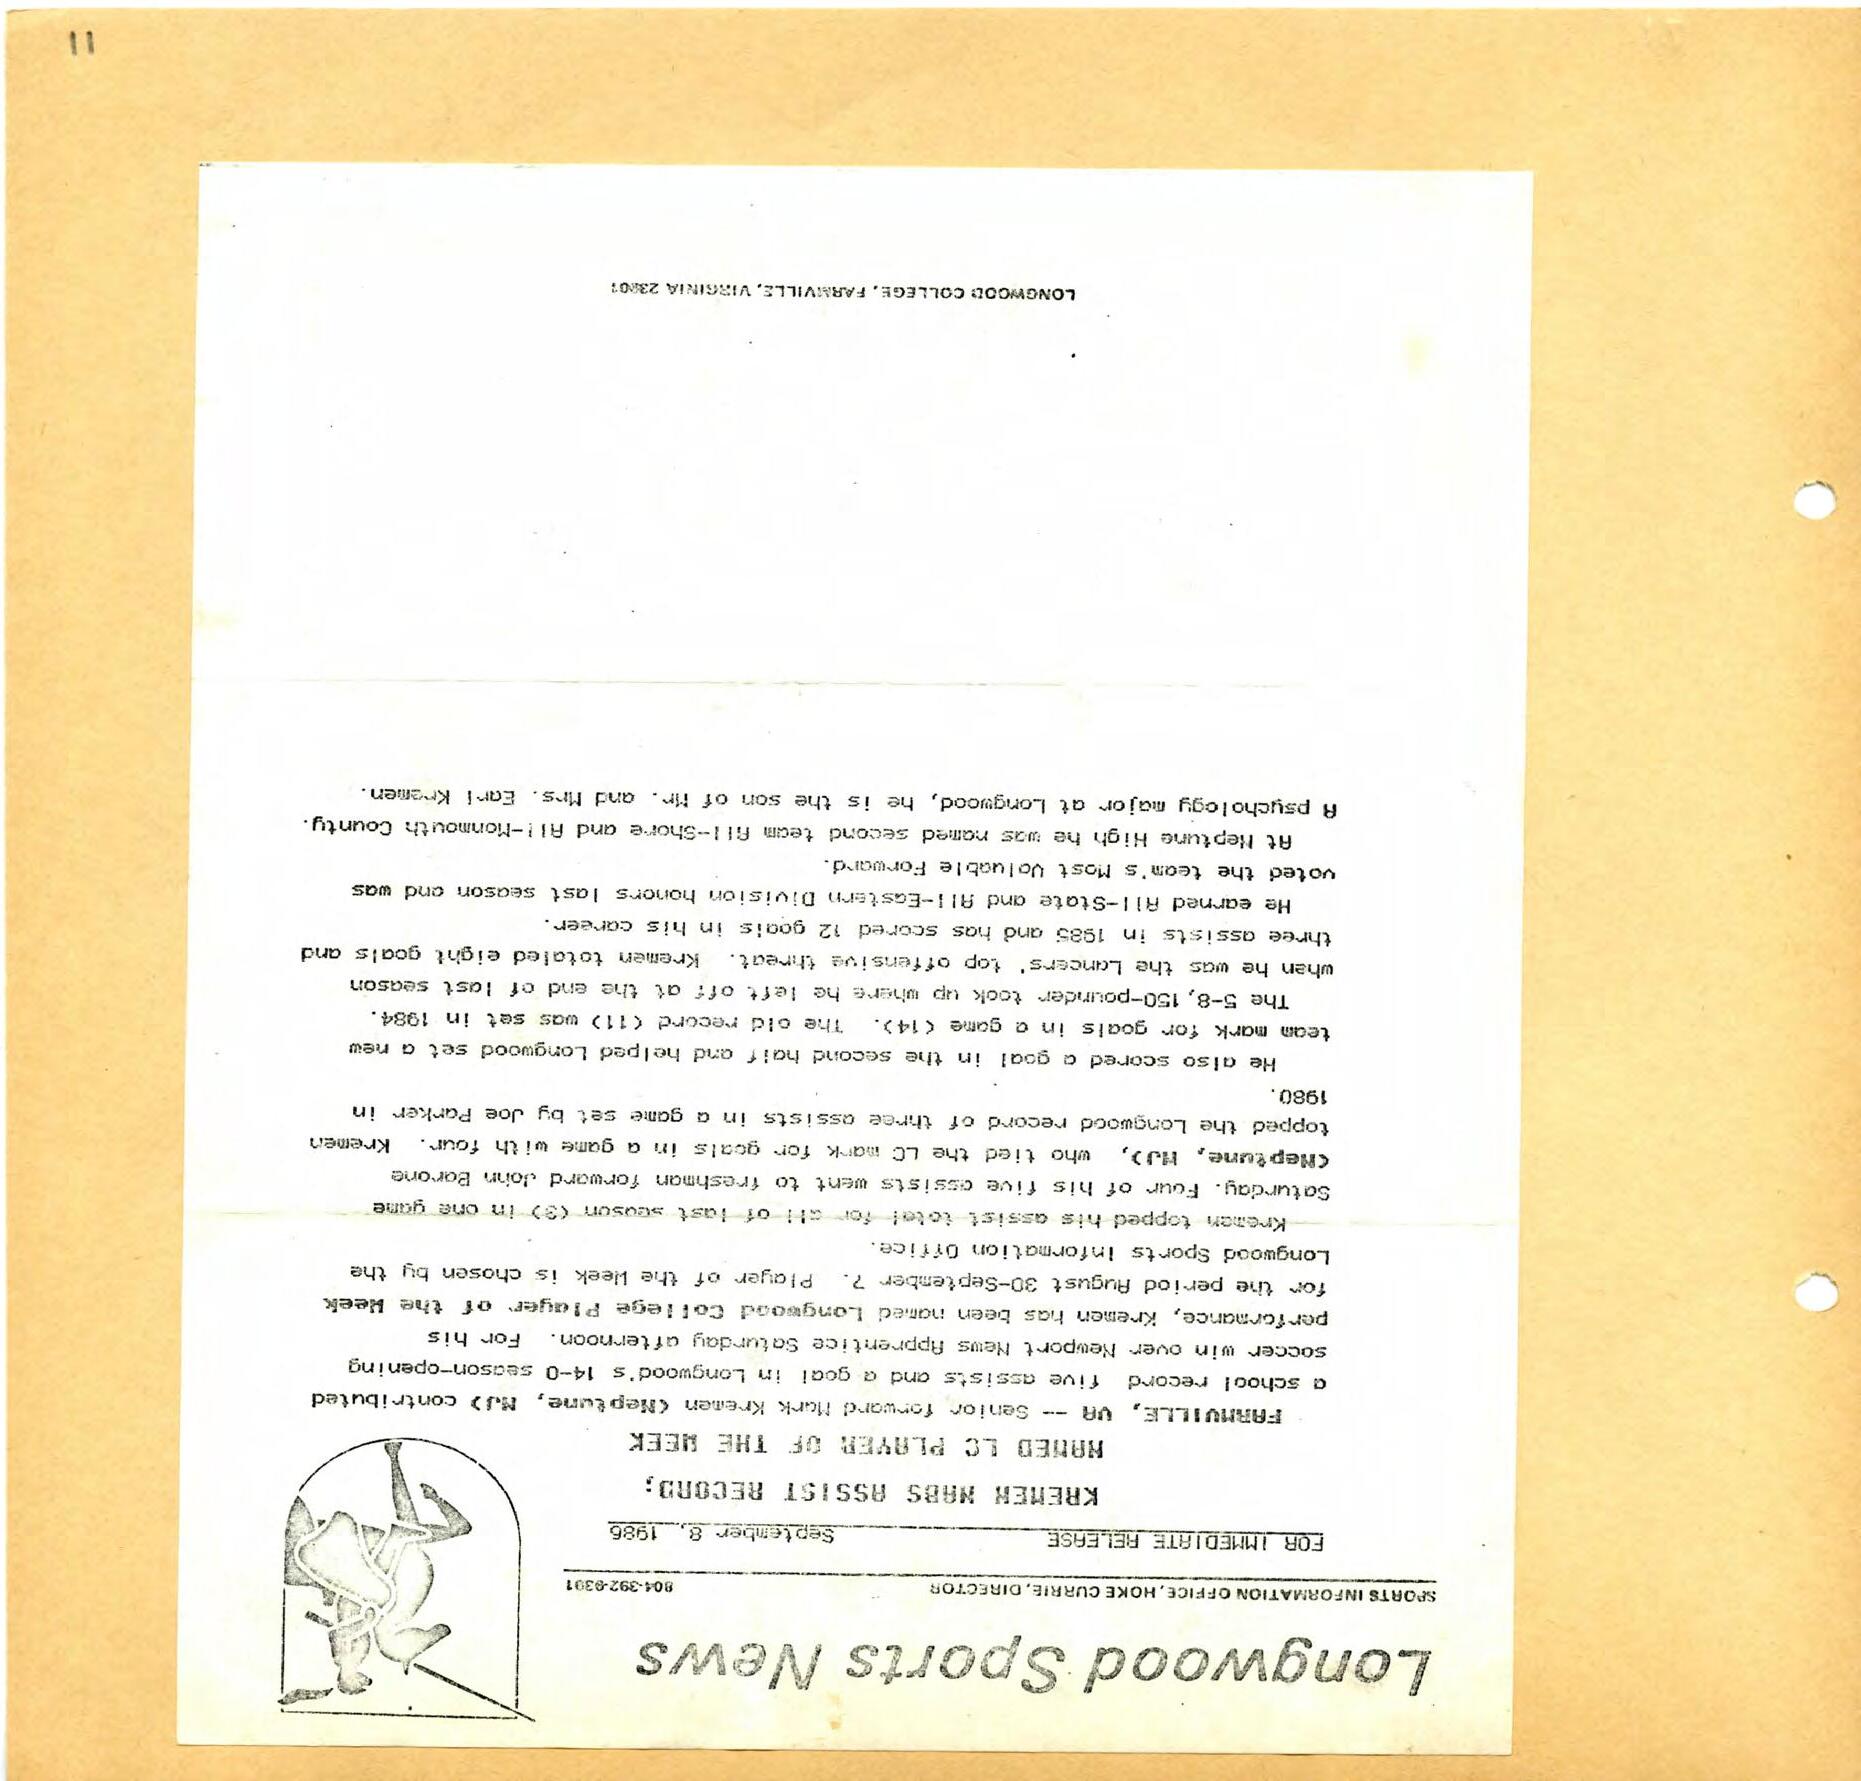 11
Longwood Sports News
SPORTS INFORMATION OFFICE, HOKE CURRIE, DIRECTOR 804-392-9301
FOR IMMEDIATE RELEASE September 8, 1986
KREMEN NABS ASSIST RECORD;
NAMED LC PLAYER OF THE WEEK
FARMVILLE, VA -- Senior forward Mark Kremen (Neptune, NJ) contributed
a school record five assists and a goal in Longwood's 14-0 season-opening
soccer win over Newport News Apprentice Saturday afternoon. For his
performance, Kremen has been named Longwood College Player of the Week
for the period August 30-September 7. Player of the Week is chosen by the
Longwood Sports Information Office.
Kremen topped his assist total for all of last season (3) in one game
Saturday. Four of his five assists went to freshman forward John Barone
(Neptune, NJ), who tied the LC mark for goals in a game with four. Kremen
topped the Longwood record of three assists in a game set by Joe Parker in
1980.
He also scored a goal in the second half and helped Longwood set a new
team mark for goals in a game (14). The old record (11) was set in 1984.
The 5-8, 150-pounder took up where he left off at the end of last season
when he was the Lancers' top offensive threat. Kremen totaled eight goals and
three assists in 1985 and has scored 12 goals in his career.
He earned All-State and All-Eastern Division honors last season and was
voted the team's Most Valuable Forward.
At Neptune High he was named second team All-Shore and All-Monmouth County.
A psychology major at Longwood, he is the son of Mr. and Mrs. Earl Kremen.
LONGWOOD COLLEGE, FARMVILLE, VIRGINIA 23901